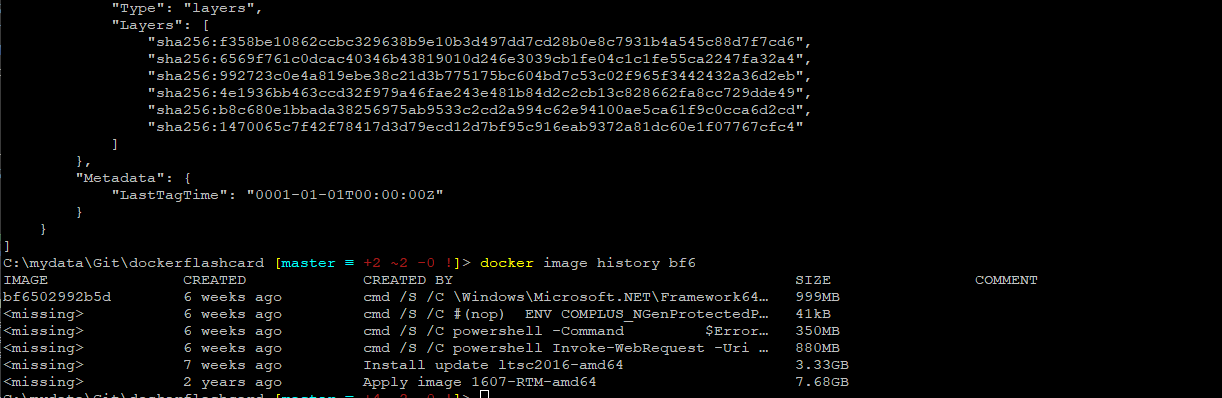 "Type": "layers",
"Layers": [
"sha256:f358be10862ccbc329638b9e10b3d497dd7cd28b0e8c7931b4a545c88d7f7cd6",
"sha256:6569f761c0dcac40346b43819010d246e3039cb1fe04c1c1fe55ca2247fa32a4",
"sha256:992723c0e4a819ebe38c21d3b775175bc604bd7c53c02f965f3442432a36d2eb",
"sha256:4e1936bb463ccd32f979a46fae243e481b84d2c2cb13c828662fa8cc729dde49",
"sha256:b8c680e1bbada38256975ab9533c2cd2a994c62e94100ae5ca61f9c0cca6d2cd",
"sha256:1470065c7f42f78417d3d79ecd12d7bf95c916eab9372a81dc60e1f07767cfc4"
]
},
"Metadata": {
"LastTagTime": "0001-01-01T00:00:00Z"
}
}
]
C:\mydata\Git\dockerflashcard [master ≡ +2 ~2 -0 !]> docker image history bf6
IMAGE CREATED CREATED BY SIZE COMMENT
bf6502992b5d 6 weeks ago cmd /S /C \Windows\Microsoft.NET\Framework64… 999MB
<missing> 6 weeks ago cmd /S /C #(nop) ENV COMPLUS_NGenProtectedP… 41kB
<missing> 6 weeks ago cmd /S /C powershell -Command $Error… 350MB
<missing> 6 weeks ago cmd /S /C powershell Invoke-WebRequest -Uri … 880MB
<missing> 7 weeks ago Install update ltsc2016-amd64 3.33GB
<missing> 2 years ago Apply image 1607-RTM-amd64 7.68GB
C:\mydata\Git\dockerflashcard [master